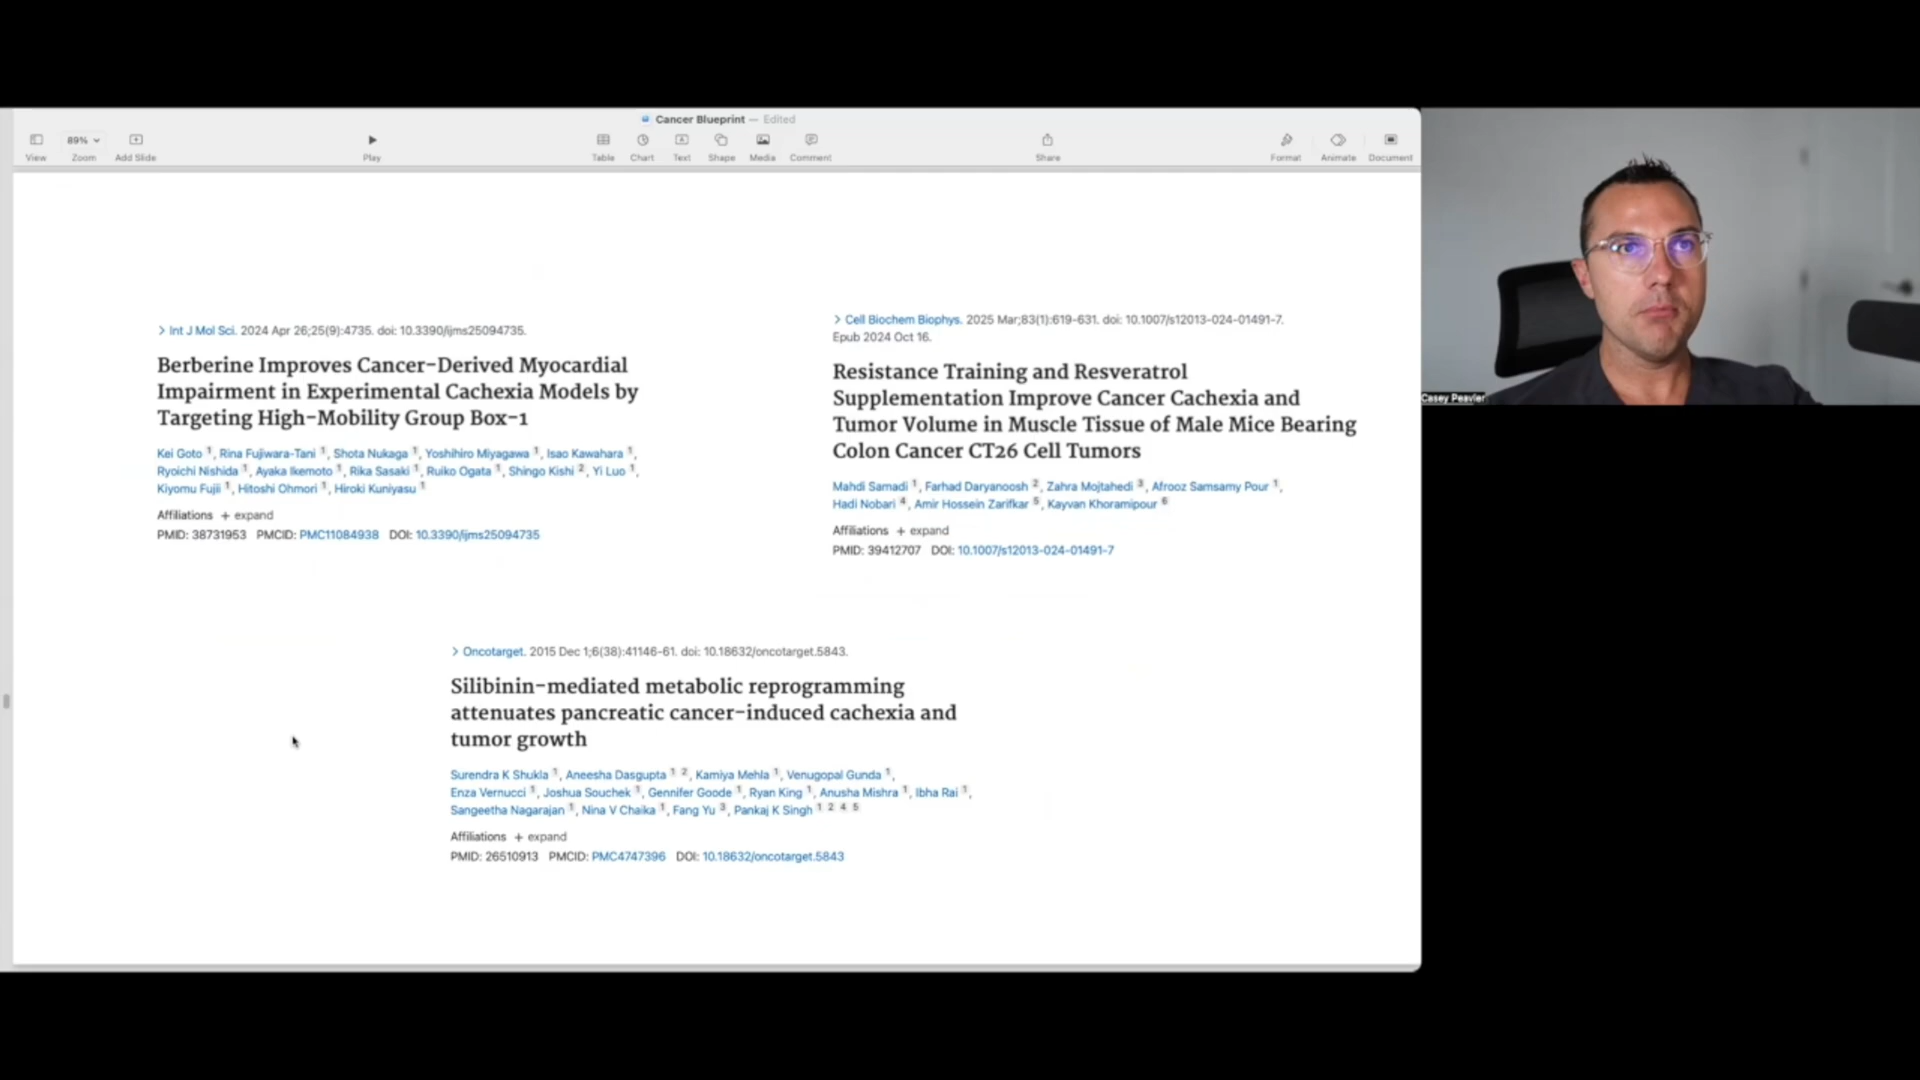 Cancer Blueprint — Edited
89%
View Zoom Add Slide Play Table Chart Text Shape Media Comment Share Format Animate Document
> Int J Mol Sci. 2024 Apr 26;25(9):4735. doi: 10.3390/ijms25094735.
Berberine Improves Cancer-Derived Myocardial
Impairment in Experimental Cachexia Models by
Targeting High-Mobility Group Box-1
Kei Goto 1, Rina Fujiwara-Tani 1, Shota Nukaga 1, Yoshihiro Miyagawa 1, Isao Kawahara 1,
Ryoichi Nishida 1, Ayaka Ikemoto 1, Rika Sasaki 1, Ruiko Ogata 1, Shingo Kishi 2, Yi Luo 1,
Kiyomu Fujii 1, Hitoshi Ohmori 1, Hiroki Kuniyasu 1
Affiliations + expand
PMID: 38731953 PMCID: PMC11084938 DOI: 10.3390/ijms25094735
> Cell Biochem Biophys. 2025 Mar;83(1):619-631. doi: 10.1007/s12013-024-01491-7.
Epub 2024 Oct 16.
Resistance Training and Resveratrol
Supplementation Improve Cancer Cachexia and
Tumor Volume in Muscle Tissue of Male Mice Bearing
Colon Cancer CT26 Cell Tumors
Mahdi Samadi 1, Farhad Daryanoosh 2, Zahra Mojtahedi 3, Afrooz Samsamy Pour 1,
Hadi Nobari 4, Amir Hossein Zarifkar 5, Kayvan Khoramipour 6
Affiliations + expand
PMID: 39412707 DOI: 10.1007/s12013-024-01491-7
> Oncotarget. 2015 Dec 1;6(38):41146-61. doi: 10.18632/oncotarget.5843.
Silibinin-mediated metabolic reprogramming
attenuates pancreatic cancer-induced cachexia and
tumor growth
Surendra K Shukla 1, Aneesha Dasgupta 1 2, Kamiya Mehla 1, Venugopal Gunda 1,
Enza Vernucci 1, Joshua Souchek 1, Gennifer Goode 1, Ryan King 1, Anusha Mishra 1, Ibha Rai 1,
Sangeetha Nagarajan 1, Nina V Chaika 1, Fang Yu 3, Pankaj K Singh 1 2 4 5
Affiliations + expand
PMID: 26510913 PMCID: PMC4747396 DOI: 10.18632/oncotarget.5843
Casey Peavler